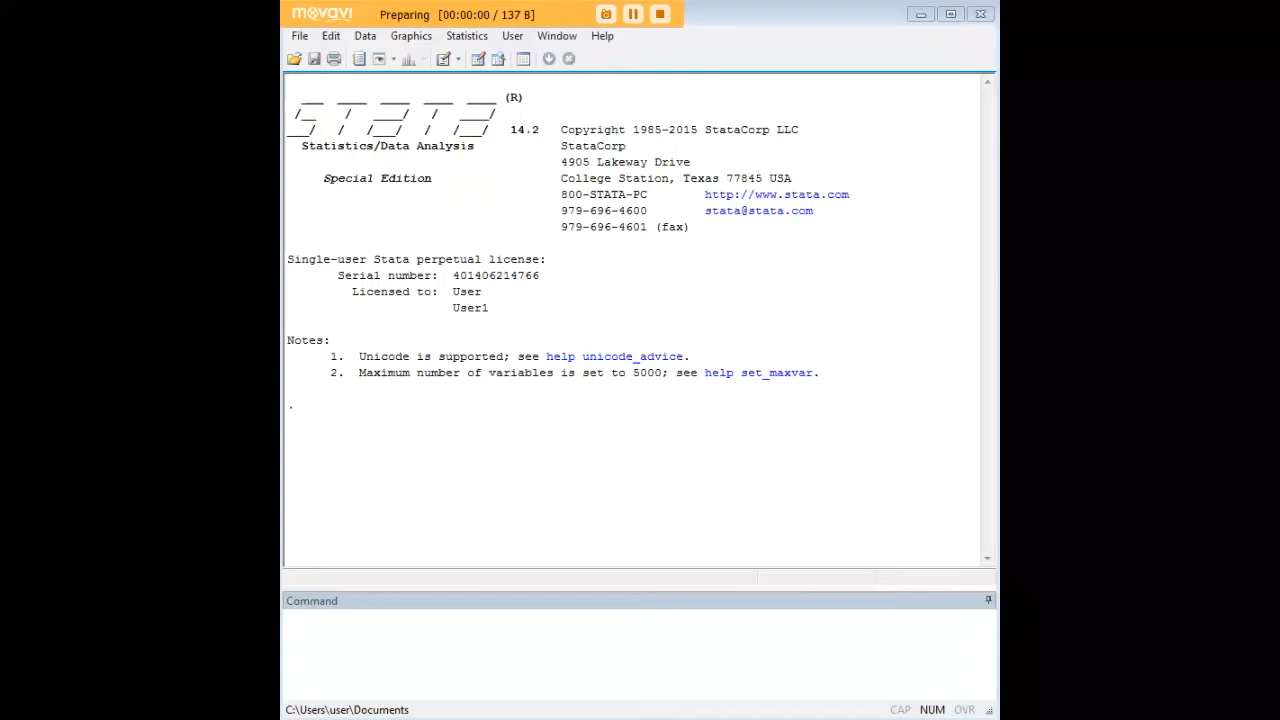 movavi Preparing [00:00:00 / 137 B]
File Edit Data Graphics Statistics User Window Help
STATA (R)
14.2 Copyright 1985-2015 StataCorp LLC
Statistics/Data Analysis StataCorp
4905 Lakeway Drive
Special Edition College Station, Texas 77845 USA
800-STATA-PC http://www.stata.com
979-696-4600 stata@stata.com
979-696-4601 (fax)
Single-user Stata perpetual license:
Serial number: 401406214766
Licensed to: User
User1
Notes:
1. Unicode is supported; see help unicode_advice.
2. Maximum number of variables is set to 5000; see help set_maxvar.
.
Command
C:\Users\user\Documents CAP NUM OVR